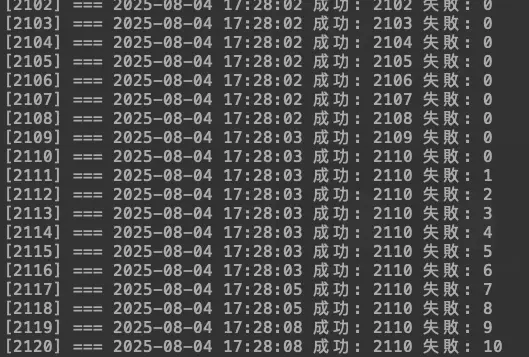 [2102] === 2025-08-04 17:28:02 成功: 2102 失敗: 0
[2103] === 2025-08-04 17:28:02 成功: 2103 失敗: 0
[2104] === 2025-08-04 17:28:02 成功: 2104 失敗: 0
[2105] === 2025-08-04 17:28:02 成功: 2105 失敗: 0
[2106] === 2025-08-04 17:28:02 成功: 2106 失敗: 0
[2107] === 2025-08-04 17:28:02 成功: 2107 失敗: 0
[2108] === 2025-08-04 17:28:02 成功: 2108 失敗: 0
[2109] === 2025-08-04 17:28:03 成功: 2109 失敗: 0
[2110] === 2025-08-04 17:28:03 成功: 2110 失敗: 0
[2111] === 2025-08-04 17:28:03 成功: 2110 失敗: 1
[2112] === 2025-08-04 17:28:03 成功: 2110 失敗: 2
[2113] === 2025-08-04 17:28:03 成功: 2110 失敗: 3
[2114] === 2025-08-04 17:28:03 成功: 2110 失敗: 4
[2115] === 2025-08-04 17:28:03 成功: 2110 失敗: 5
[2116] === 2025-08-04 17:28:03 成功: 2110 失敗: 6
[2117] === 2025-08-04 17:28:05 成功: 2110 失敗: 7
[2118] === 2025-08-04 17:28:05 成功: 2110 失敗: 8
[2119] === 2025-08-04 17:28:08 成功: 2110 失敗: 9
[2120] === 2025-08-04 17:28:08 成功: 2110 失敗: 10